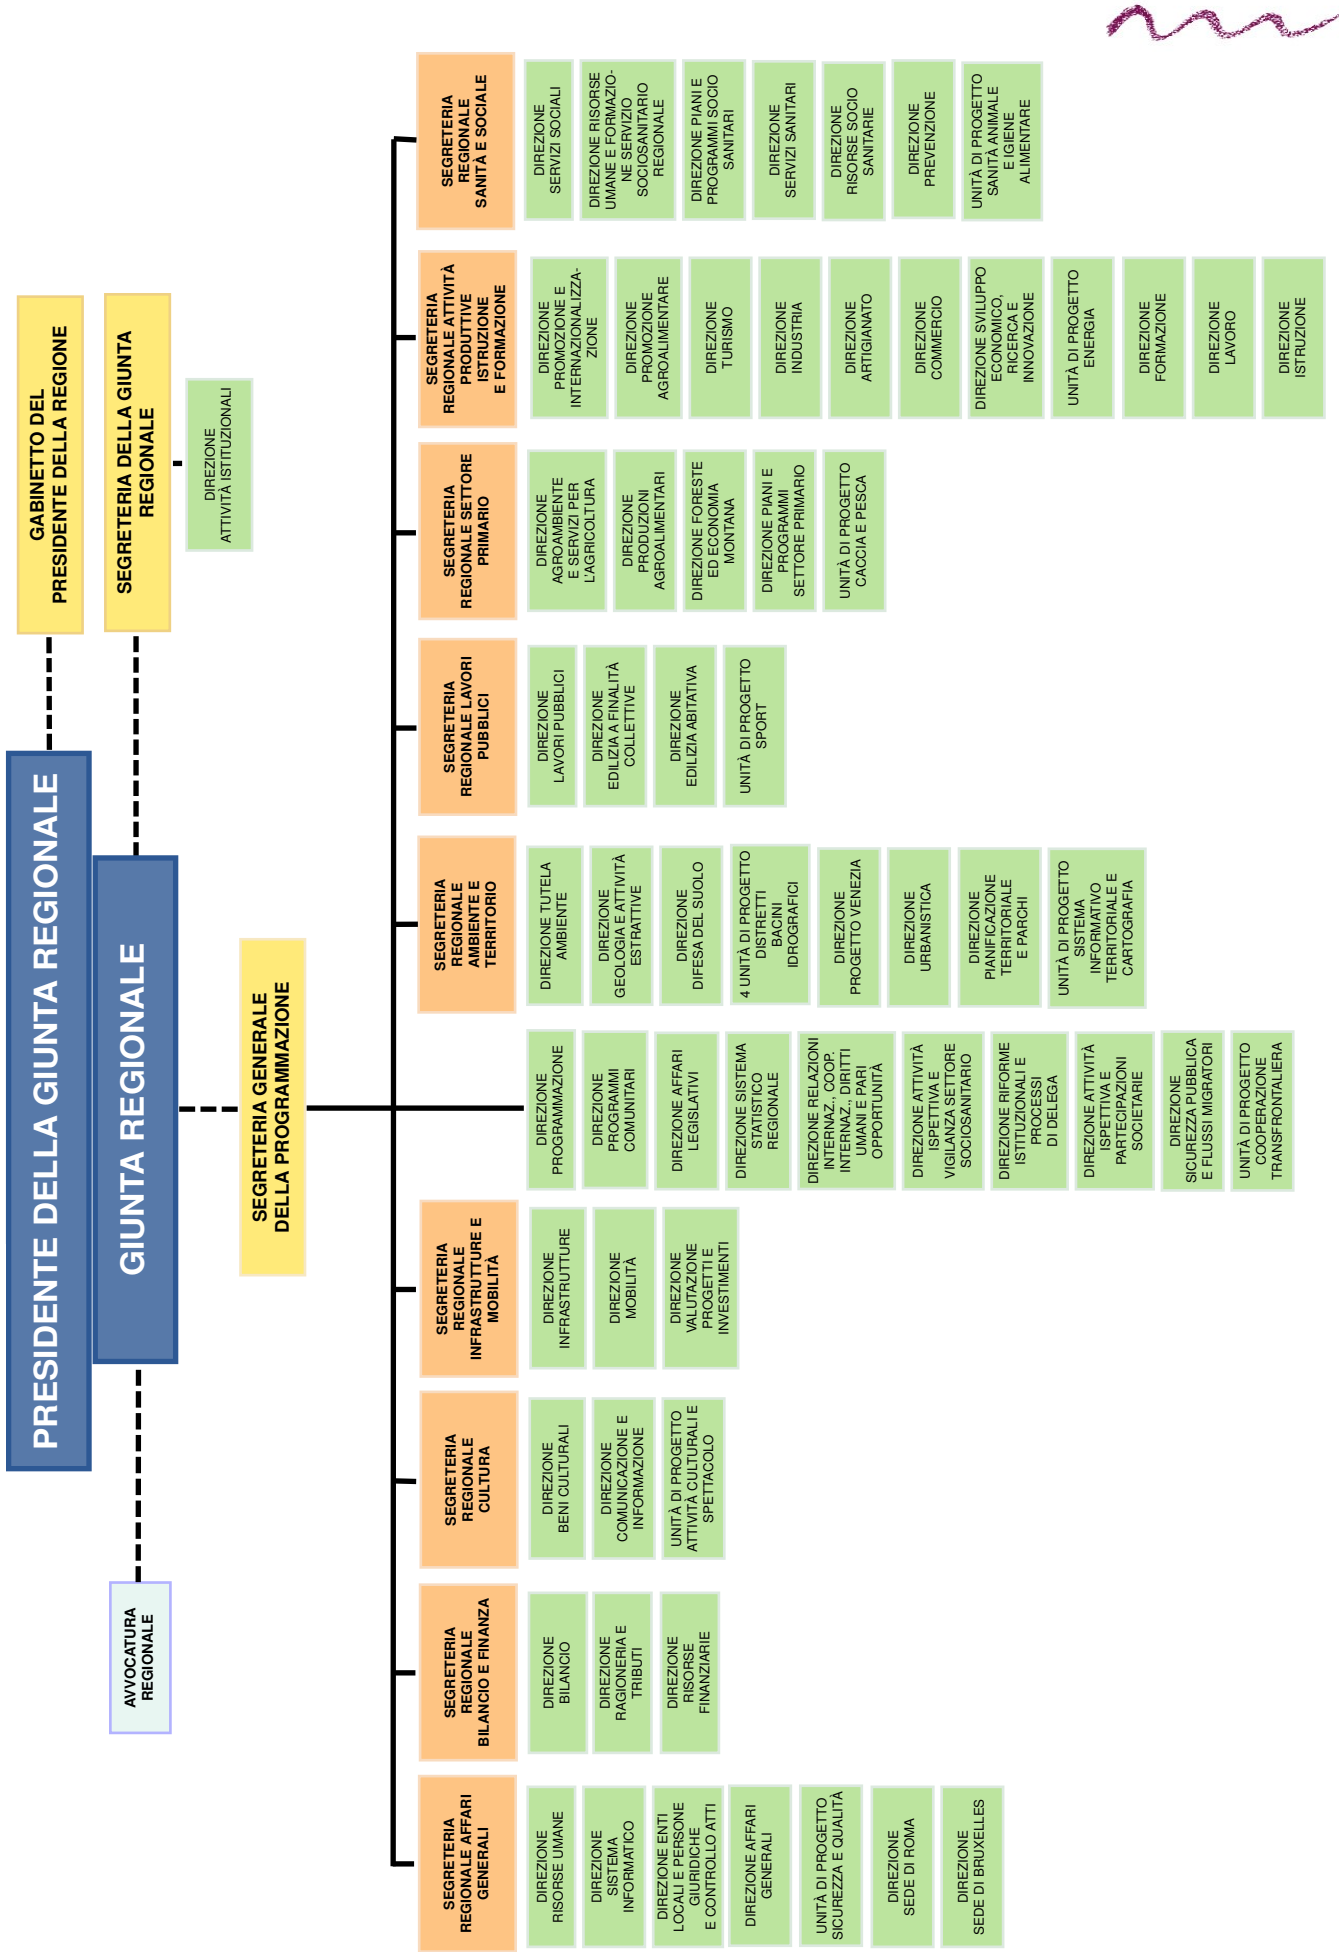 PRESIDENTE DELLA GIUNTA REGIONALE
GABINETTO DEL
PRESIDENTE DELLA REGIONE
GIUNTA REGIONALE
AVVOCATURA
REGIONALE
SEGRETERIA DELLA GIUNTA
REGIONALE
DIREZIONE
ATTIVITÀ ISTITUZIONALI
SEGRETERIA GENERALE
DELLA PROGRAMMAZIONE
SEGRETERIA
REGIONALE AFFARI
GENERALI
DIREZIONE
RISORSE UMANE
DIREZIONE
SISTEMA
INFORMATICO
DIREZIONE ENTI
LOCALI E PERSONE
GIURIDICHE
E CONTROLLO ATTI
DIREZIONE AFFARI
GENERALI
UNITÀ DI PROGETTO
SICUREZZA E QUALITÀ
DIREZIONE
SEDE DI ROMA
DIREZIONE
SEDE DI BRUXELLES
SEGRETERIA
REGIONALE
BILANCIO E FINANZA
DIREZIONE
BILANCIO
DIREZIONE
RAGIONERIA E
TRIBUTI
DIREZIONE
RISORSE
FINANZIARIE
SEGRETERIA
REGIONALE
CULTURA
DIREZIONE
BENI CULTURALI
DIREZIONE
COMUNICAZIONE E
INFORMAZIONE
UNITÀ DI PROGETTO
ATTIVITÀ CULTURALI E
SPETTACOLO
SEGRETERIA
REGIONALE
INFRASTRUTTURE E
MOBILITÀ
DIREZIONE
INFRASTRUTTURE
DIREZIONE
MOBILITÀ
DIREZIONE
VALUTAZIONE
PROGETTI E
INVESTIMENTI
DIREZIONE
PROGRAMMAZIONE
DIREZIONE
PROGRAMMI
COMUNITARI
DIREZIONE AFFARI
LEGISLATIVI
DIREZIONE SISTEMA
STATISTICO
REGIONALE
DIREZIONE RELAZIONI
INTERNAZ., COOP.
INTERNAZ., DIRITTI
UMANI E PARI
OPPORTUNITÀ
DIREZIONE ATTIVITÀ
ISPETTIVA E
VIGILANZA SETTORE
SOCIOSANITARIO
DIREZIONE RIFORME
ISTITUZIONALI E
PROCESSI
DI DELEGA
DIREZIONE ATTIVITÀ
ISPETTIVA E
PARTECIPAZIONI
SOCIETARIE
DIREZIONE
SICUREZZA PUBBLICA
E FLUSSI MIGRATORI
UNITÀ DI PROGETTO
COOPERAZIONE
TRANSFRONTALIERA
SEGRETERIA
REGIONALE
AMBIENTE E
TERRITORIO
DIREZIONE TUTELA
AMBIENTE
DIREZIONE
GEOLOGIA E ATTIVITÀ
ESTRATTIVE
DIREZIONE
DIFESA DEL SUOLO
4 UNITÀ DI PROGETTO
DISTRETTI
BACINI
IDROGRAFICI
DIREZIONE
PROGETTO VENEZIA
DIREZIONE
URBANISTICA
DIREZIONE
PIANIFICAZIONE
TERRITORIALE
E PARCHI
UNITÀ DI PROGETTO
SISTEMA
INFORMATIVO
TERRITORIALE E
CARTOGRAFIA
SEGRETERIA
REGIONALE LAVORI
PUBBLICI
DIREZIONE
LAVORI PUBBLICI
DIREZIONE
EDILIZIA A FINALITÀ
COLLETTIVE
DIREZIONE
EDILIZIA ABITATIVA
UNITÀ DI PROGETTO
SPORT
SEGRETERIA
REGIONALE SETTORE
PRIMARIO
DIREZIONE
AGROAMBIENTE
E SERVIZI PER
L'AGRICOLTURA
DIREZIONE
PRODUZIONI
AGROALIMENTARI
DIREZIONE FORESTE
ED ECONOMIA
MONTANA
DIREZIONE PIANI E
PROGRAMMI
SETTORE PRIMARIO
UNITÀ DI PROGETTO
CACCIA E PESCA
SEGRETERIA
REGIONALE ATTIVITÀ
PRODUTTIVE
ISTRUZIONE
E FORMAZIONE
DIREZIONE
PROMOZIONE E
INTERNAZIONALIZZA-
ZIONE
DIREZIONE
PROMOZIONE
AGROALIMENTARE
DIREZIONE
TURISMO
DIREZIONE
INDUSTRIA
DIREZIONE
ARTIGIANATO
DIREZIONE
COMMERCIO
DIREZIONE SVILUPPO
ECONOMICO,
RICERCA E
INNOVAZIONE
UNITÀ DI PROGETTO
ENERGIA
DIREZIONE
FORMAZIONE
DIREZIONE
LAVORO
DIREZIONE
ISTRUZIONE
SEGRETERIA
REGIONALE
SANITÀ E SOCIALE
DIREZIONE
SERVIZI SOCIALI
DIREZIONE RISORSE
UMANE E FORMAZIO-
NE SERVIZIO
SOCIOSANITARIO
REGIONALE
DIREZIONE PIANI E
PROGRAMMI SOCIO
SANITARI
DIREZIONE
SERVIZI SANITARI
DIREZIONE
RISORSE SOCIO
SANITARIE
DIREZIONE
PREVENZIONE
UNITÀ DI PROGETTO
SANITÀ ANIMALE
E IGIENE
ALIMENTARE